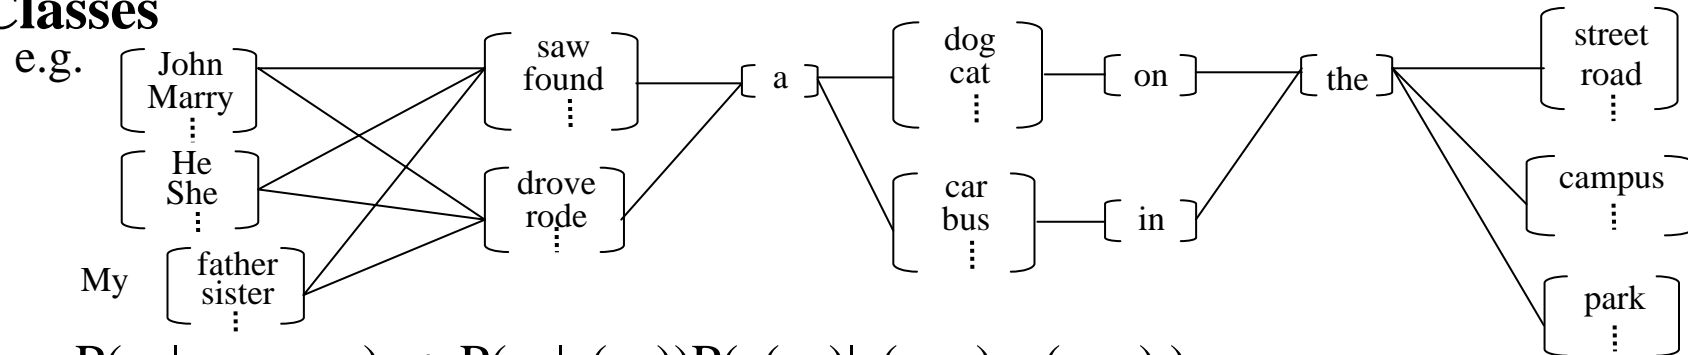 Classes
e.g.
John
Marry
He
She
My
father
sister
saw
found
drove
rode
a
dog
cat
car
bus
on
in
the
street
road
campus
park